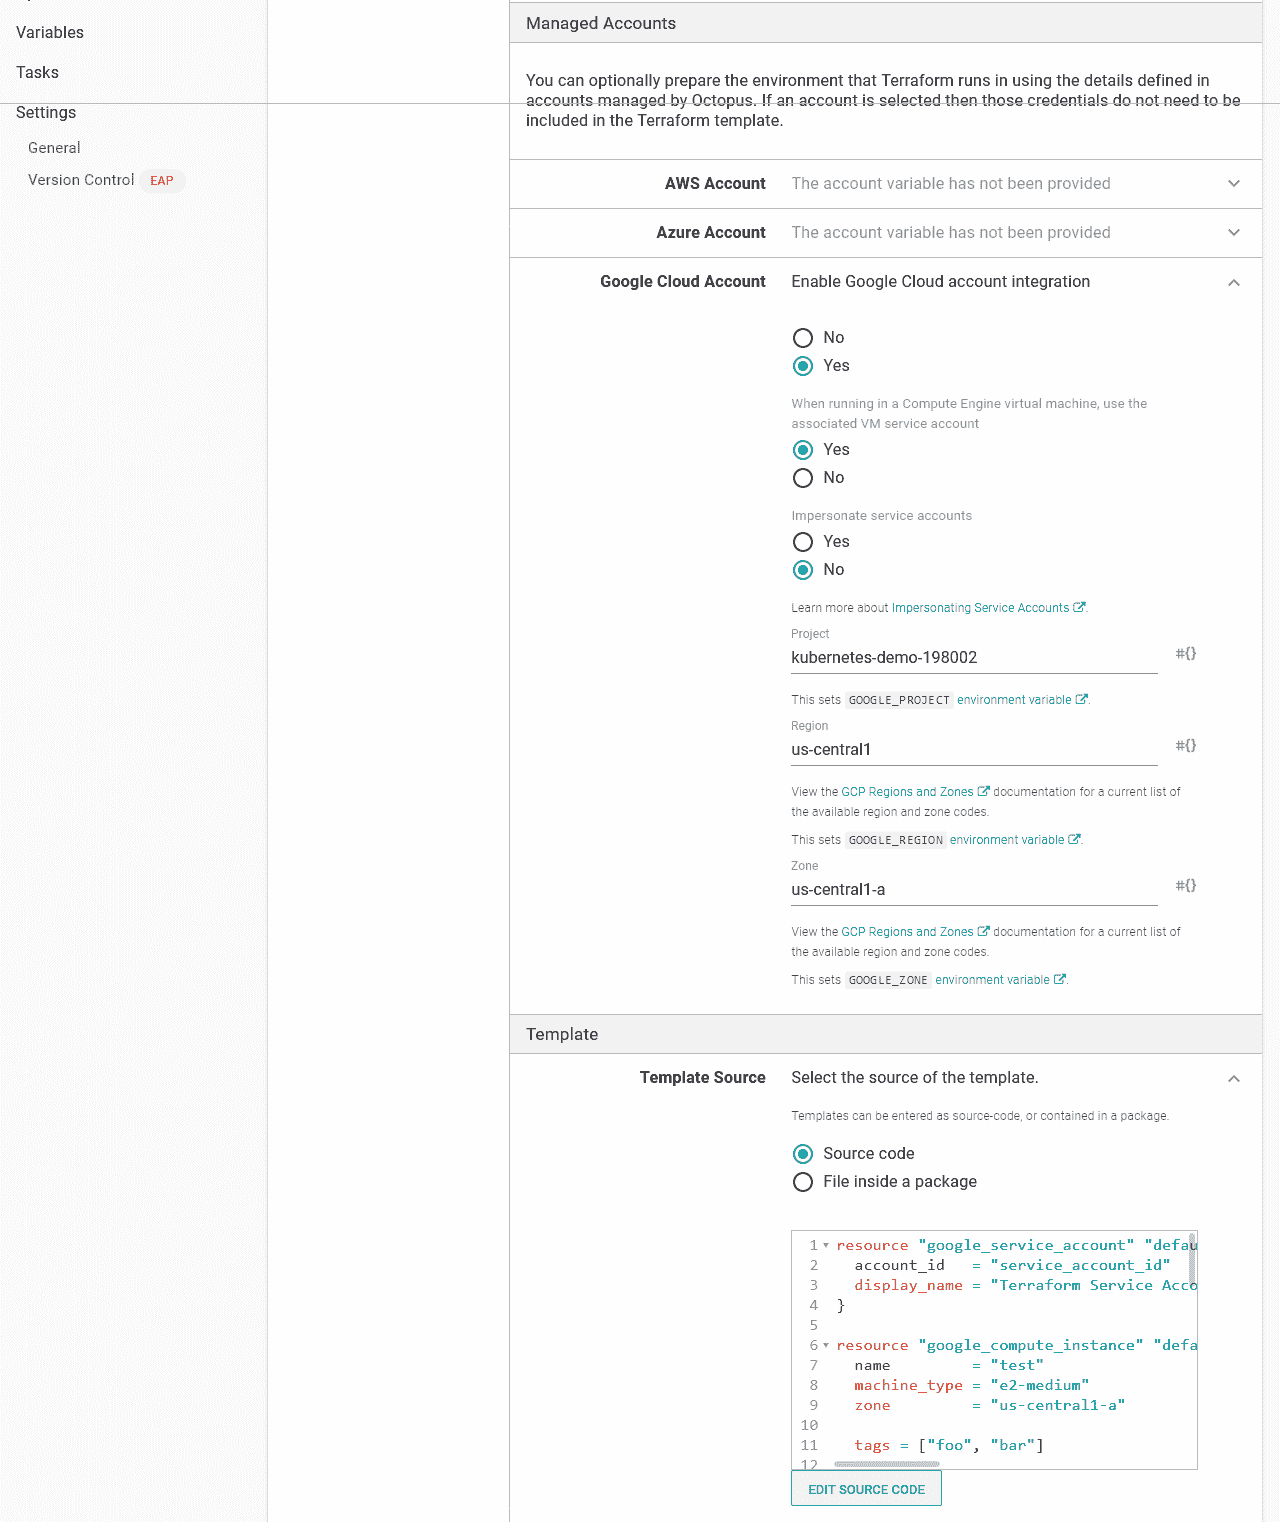 Variables
Tasks
Settings
General
Version Control EAP
Managed Accounts
You can optionally prepare the environment that Terraform runs in using the details defined in
accounts managed by Octopus. If an account is selected then those credentials do not need to be
included in the Terraform template.
AWS Account The account variable has not been provided
Azure Account The account variable has not been provided
Google Cloud Account Enable Google Cloud account integration
No
Yes
When running in a Compute Engine virtual machine, use the
associated VM service account
Yes
No
Impersonate service accounts
Yes
No
Learn more about Impersonating Service Accounts.
Project
kubernetes-demo-198002 #{}
This sets GOOGLE_PROJECT environment variable.
Region
us-central1 #{}
View the GCP Regions and Zones documentation for a current list of
the available region and zone codes.
This sets GOOGLE_REGION environment variable.
Zone
us-central1-a #{}
View the GCP Regions and Zones documentation for a current list of
the available region and zone codes.
This sets GOOGLE_ZONE environment variable.
Template
Template Source Select the source of the template.
Templates can be entered as source-code, or contained in a package.
Source code
File inside a package
1 resource "google_service_account" "defau
2 account_id = "service_account_id"
3 display_name = "Terraform Service Acco
4 }
5
6 resource "google_compute_instance" "defa
7 name = "test"
8 machine_type = "e2-medium"
9 zone = "us-central1-a"
10
11 tags = ["foo", "bar"]
12
EDIT SOURCE CODE